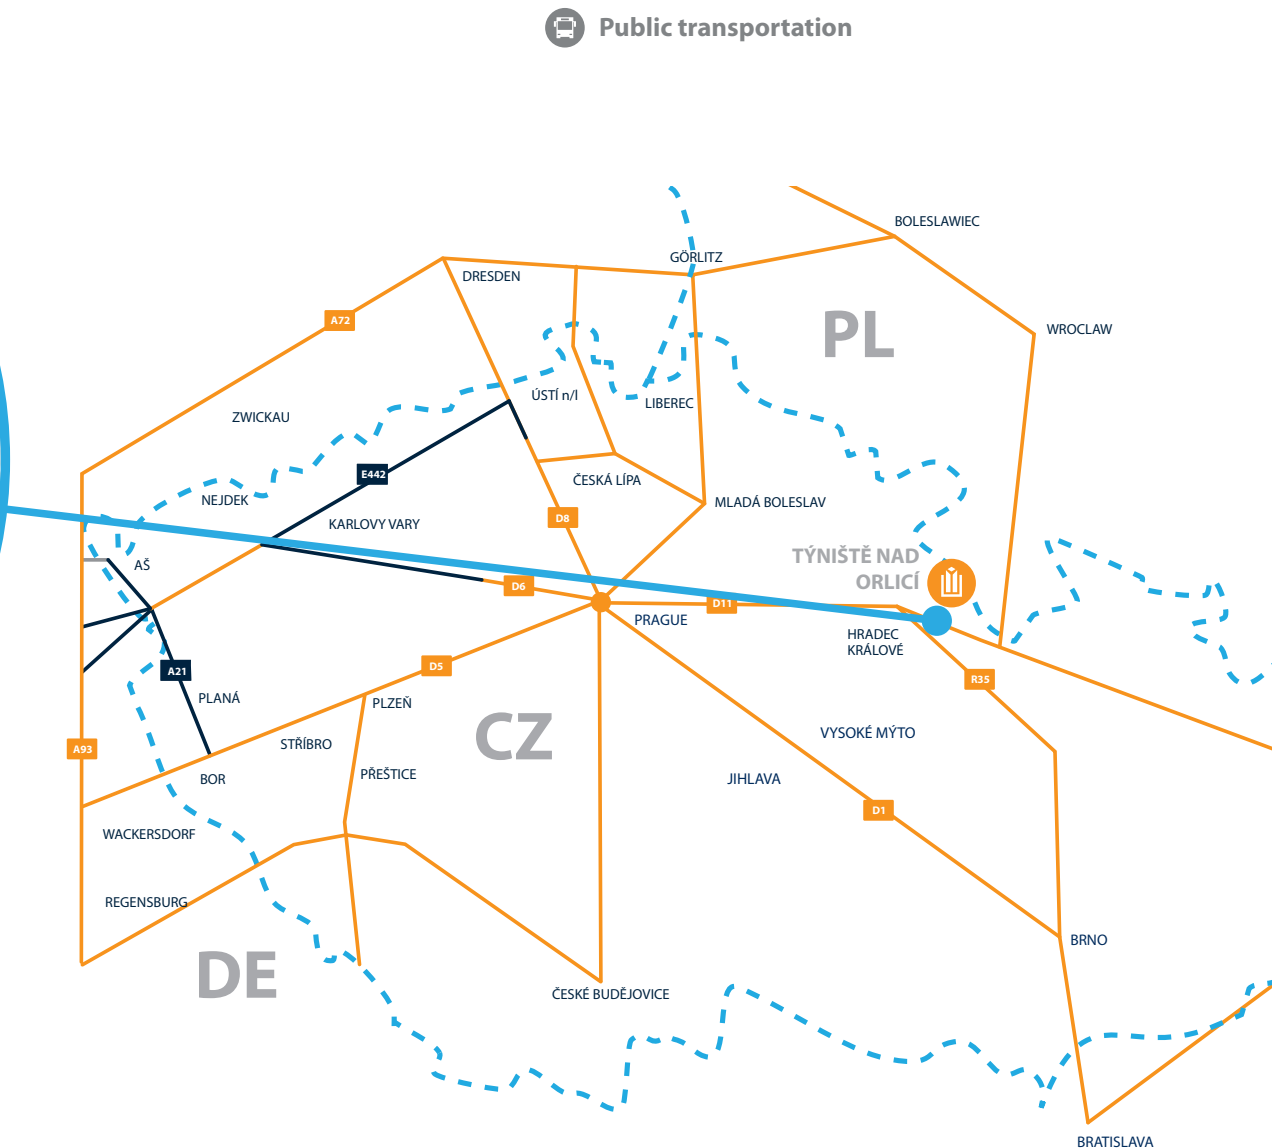 Public transportation
BOLESLAWIEC
GÖRLITZ
DRESDEN
PL
A72
WROCLAW
ÚSTÍ n/l
LIBEREC
ZWICKAU
E442
ČESKÁ LÍPA
NEJDEK
MLADÁ BOLESLAV
D8
KARLOVY VARY
TÝNIŠTĚ NAD
ORLICÍ
AŠ
D6
D11
PRAGUE
HRADEC
KRÁLOVÉ
D5
A21
R35
PLANÁ
PLZEŇ
CZ
VYSOKÉ MÝTO
STŘÍBRO
A93
BOR
PŘEŠTICE
JIHLAVA
D1
WACKERSDORF
REGENSBURG
BRNO
DE
ČESKÉ BUDĚJOVICE
BRATISLAVA